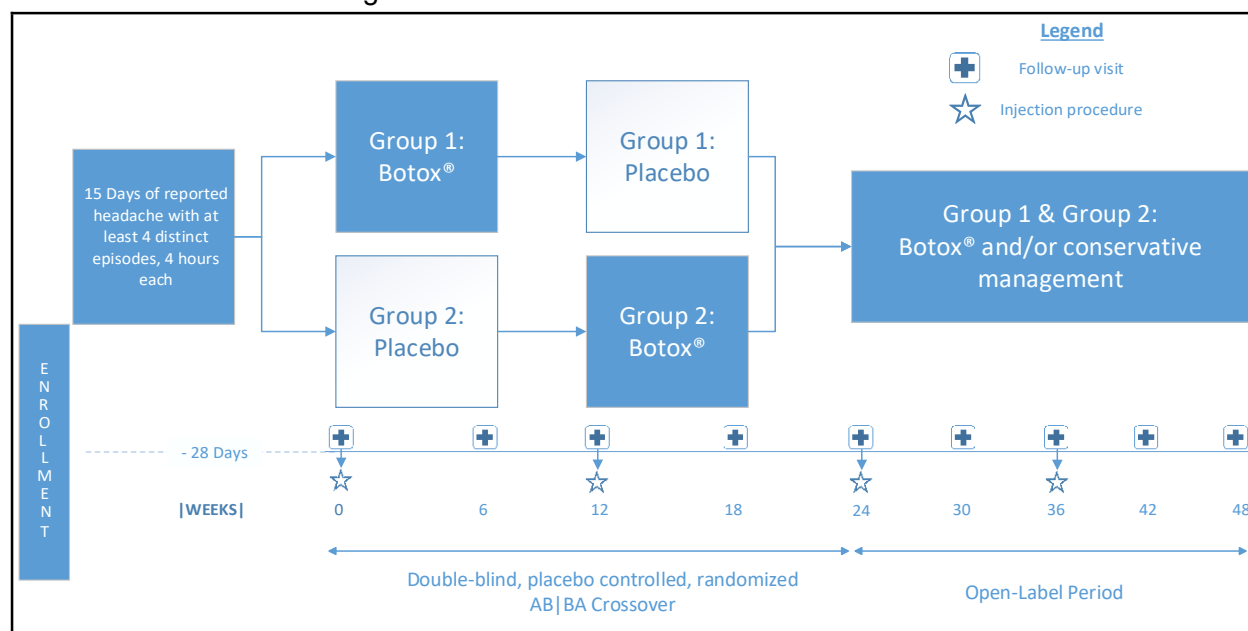 Legend
Follow-up visit
Injection procedure
15 Days of reported
headache with at
least 4 distinct
episodes, 4 hours
each
Group 1:
Botox®
Group 1:
Placebo
Group 2:
Placebo
Group 2:
Botox®
Group 1 & Group 2:
Botox® and/or conservative
management
ENROLLMENT
- 28 Days
|WEEKS| 0 6 12 18 24 30 36 42 48
Double-blind, placebo controlled, randomized
AB|BA Crossover
Open-Label Period